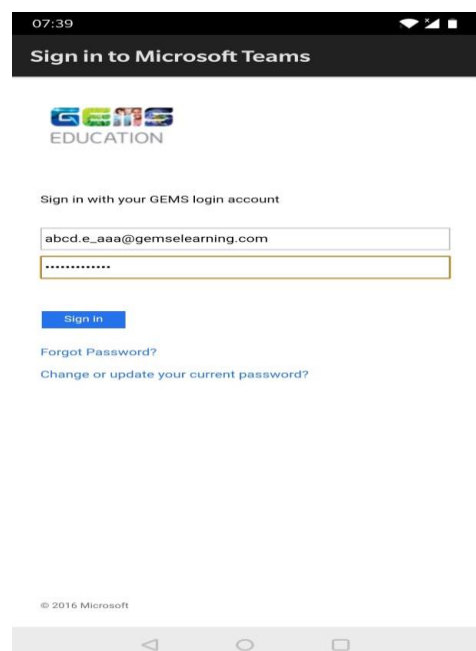 07:39
Sign in to Microsoft Teams
GEMS
EDUCATION
Sign in with your GEMS login account
abcd.e_aaa@gemselearning.com
•••••••••••••
Sign in
Forgot Password?
Change or update your current password?
© 2016 Microsoft